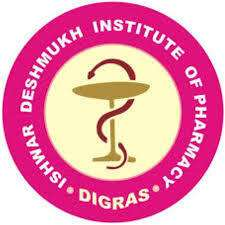 ISHWAR DESHMUKH INSTITUTE OF PHARMACY
• DIGRAS •